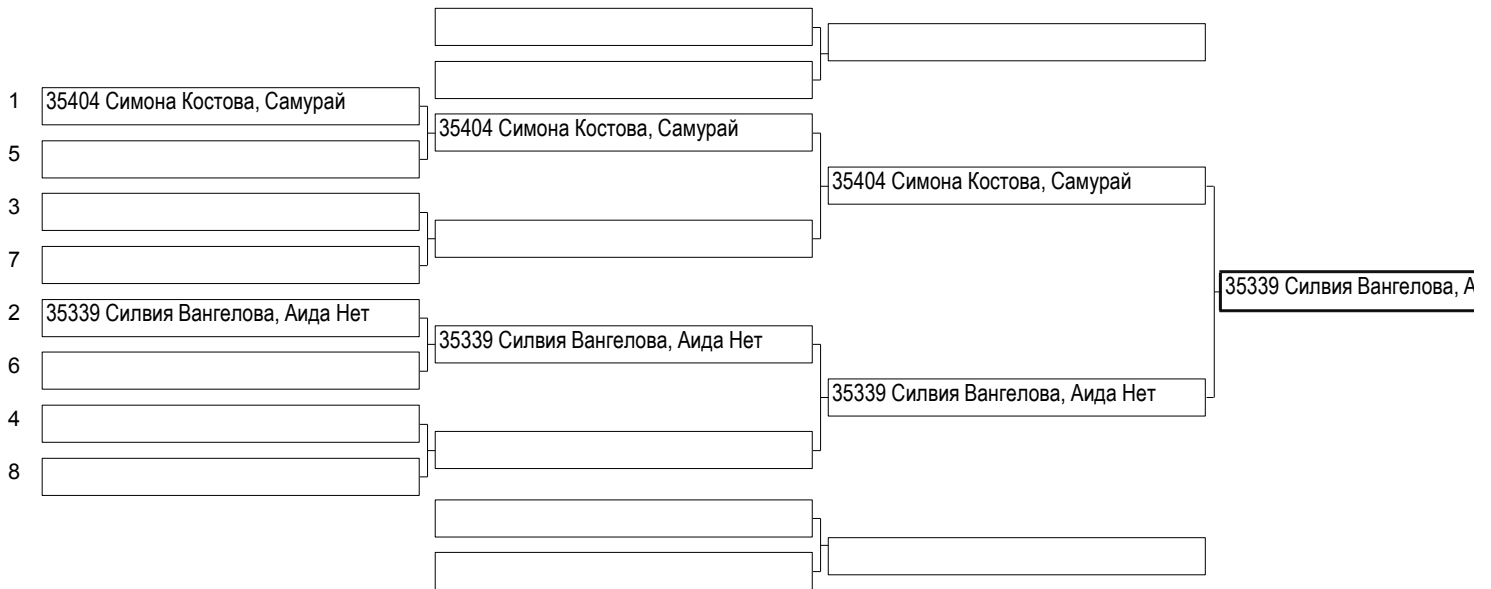 1 35404 Симона Костова, Самурай
35404 Симона Костова, Самурай
5
35404 Симона Костова, Самурай
3
7
35339 Силвия Вангелова, А
2 35339 Силвия Вангелова, Аида Нет
35339 Силвия Вангелова, Аида Нет
6
35339 Силвия Вангелова, Аида Нет
4
8